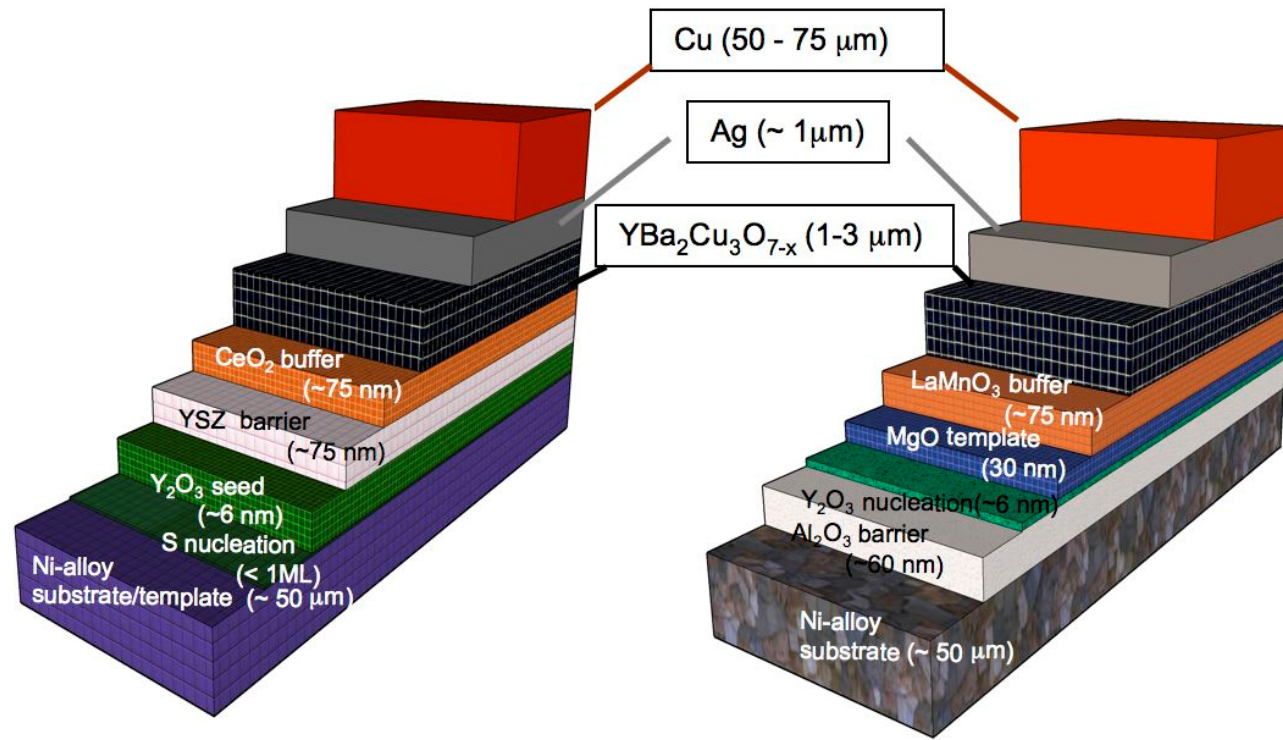 Cu (50 - 75 μm)
Ag (~ 1μm)
YBa₂Cu₃O₇₋ₓ (1-3 μm)
CeO₂ buffer
(~75 nm)
YSZ barrier
(~75 nm)
Y₂O₃ seed
(~6 nm)
S nucleation
(< 1ML)
Ni-alloy
substrate/template (~ 50 μm)
LaMnO₃ buffer
(~75 nm)
MgO template
(30 nm)
Y₂O₃ nucleation(~6 nm)
Al₂O₃ barrier
(~60 nm)
Ni-alloy
substrate (~ 50 μm)